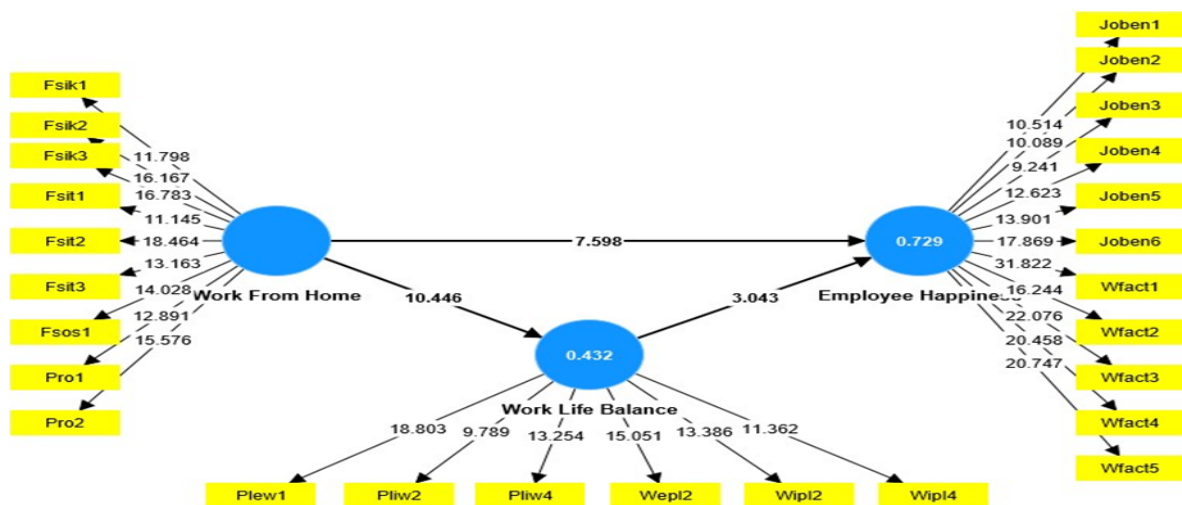 Fsik1
Fsik2
Fsik3
Fsit1
Fsit2
Fsit3
Fsos1
Pro1
Pro2
11.798
16.167
16.783
11.145
18.464
13.163
14.028
12.891
15.576
Work From Home
7.598
10.446
3.043
0.432
Work Life Balance
18.803
9.789
13.254
15.051
13.386
11.362
Plew1
Pliw2
Pliw4
Wepl2
Wipl2
Wipl4
0.729
Employee Happiness
10.514
10.089
9.241
12.623
13.901
17.869
31.822
16.244
22.076
20.458
20.747
Joben1
Joben2
Joben3
Joben4
Joben5
Joben6
Wfact1
Wfact2
Wfact3
Wfact4
Wfact5